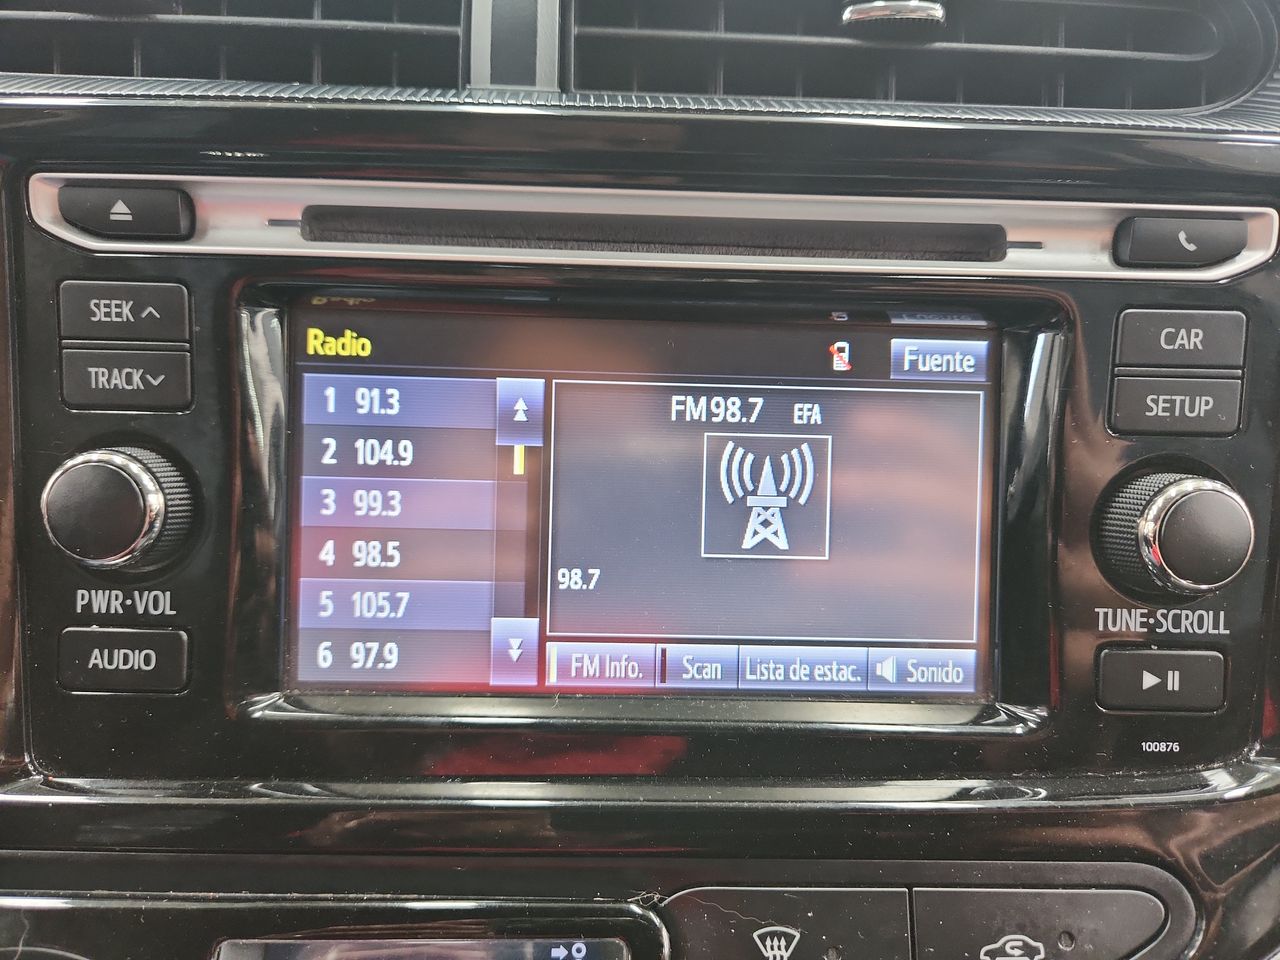 SEEK
TRACK
PWR·VOL
AUDIO
Radio
Fuente
1 91.3
2 104.9
3 99.3
4 98.5
5 105.7
6 97.9
FM98.7 EFA
98.7
FM Info.
Scan
Lista de estac.
Sonido
CAR
SETUP
TUNE·SCROLL
100876